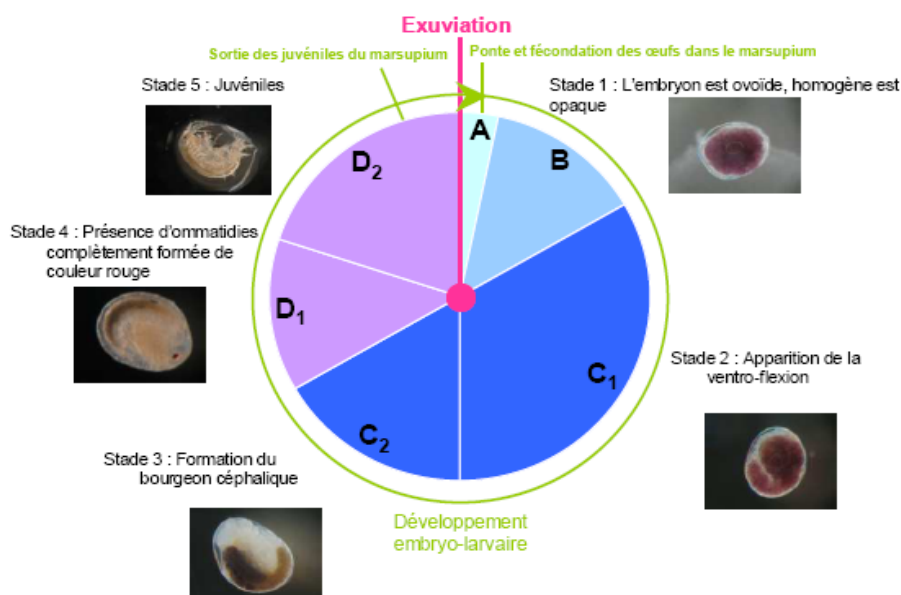 Exuviation
Sortie des juvéniles du marsupium
Ponte et fécondation des œufs dans le marsupium
Stade 5 : Juvéniles
Stade 1 : L'embryon est ovoïde, homogène est
opaque
A
B
D2
Stade 4 : Présence d'ommatidies
complètement formée de
couleur rouge
D1
C1
Stade 2 : Apparition de la
ventro-flexion
C2
Stade 3 : Formation du
bourgeon céphalique
Développement
embryo-larvaire